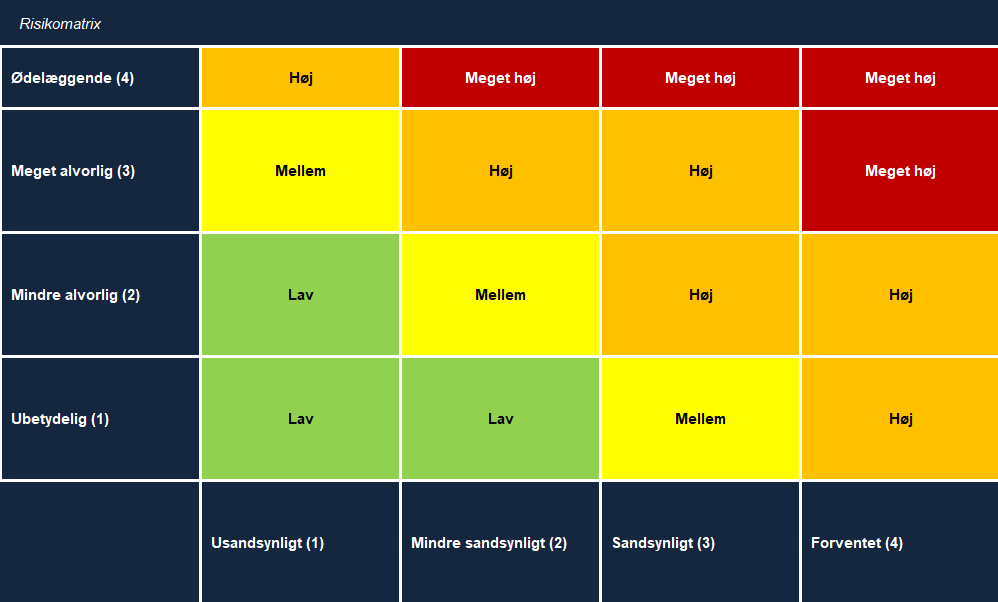 Risikomatrix
Ødelæggende (4) Høj Meget høj Meget høj Meget høj
Meget alvorlig (3) Mellem Høj Høj Meget høj
Mindre alvorlig (2) Lav Mellem Høj Høj
Ubetydelig (1) Lav Lav Mellem Høj
Usandsynligt (1) Mindre sandsynligt (2) Sandsynligt (3) Forventet (4)